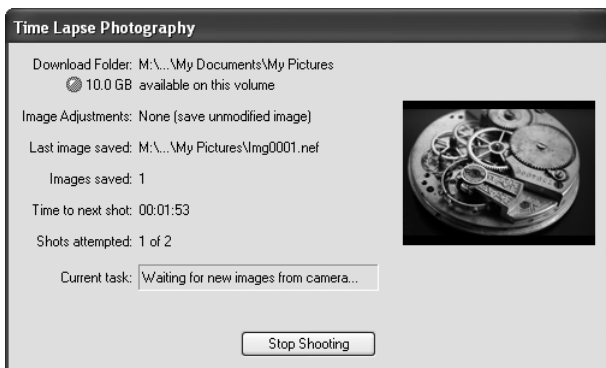 Time Lapse Photography
Download Folder: M:\...\My Documents\My Pictures
10.0 GB available on this volume
Image Adjustments: None (save unmodified image)
Last image saved: M:\...\My Pictures\Img0001.nef
Images saved: 1
Time to next shot: 00:01:53
Shots attempted: 1 of 2
Current task: Waiting for new images from camera...
Stop Shooting